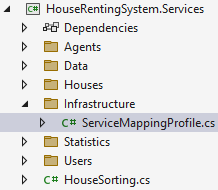 C# HouseRentingSystem.Services
Dependencies
Agents
Data
Houses
Infrastructure
C# ServiceMappingProfile.cs
Statistics
Users
C# HouseSorting.cs